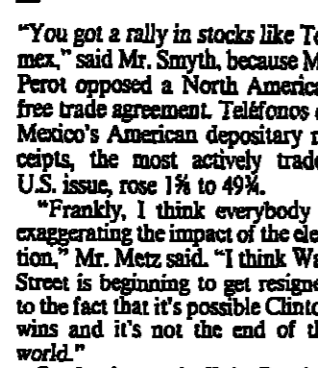 "You got a rally in stocks like Te
mex," said Mr. Smyth, because M
Perot opposed a North America
free trade agreement. Teléfonos
Mexico's American depositary r
ceipts, the most actively trade
U.S. issue, rose 1⅜ to 49¾.
"Frankly, I think everybody
exaggerating the impact of the elec
tion," Mr. Metz said. "I think Wa
Street is beginning to get resigne
to the fact that it's possible Clinto
wins and it's not the end of th
world."